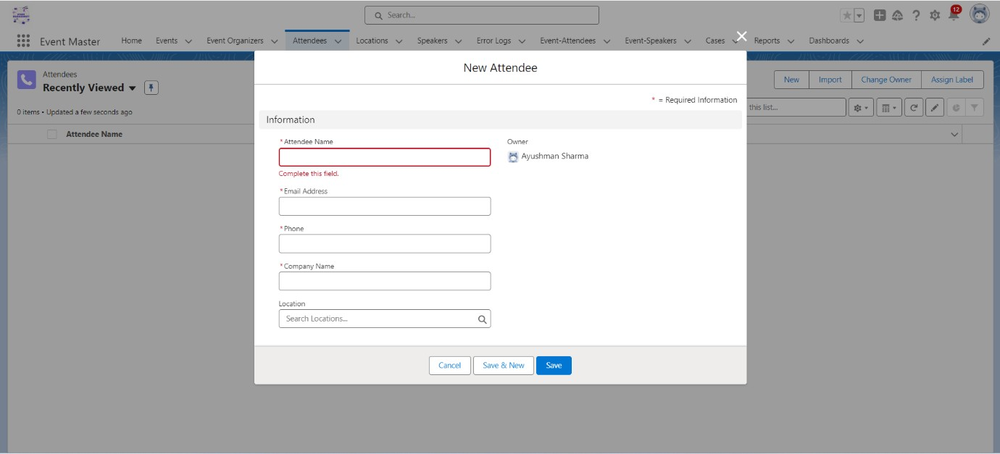 Search...
12
Event Master
Home
Events
Event Organizers
Attendees
Locations
Speakers
Error Logs
Event-Attendees
Event-Speakers
Cases
Reports
Dashboards
Attendees
Recently Viewed
0 items • Updated a few seconds ago
New
Import
Change Owner
Assign Label
this list...
Attendee Name
New Attendee
* = Required Information
Information
*Attendee Name
Complete this field.
Owner
Ayushman Sharma
*Email Address
*Phone
*Company Name
Location
Search Locations...
Cancel
Save & New
Save